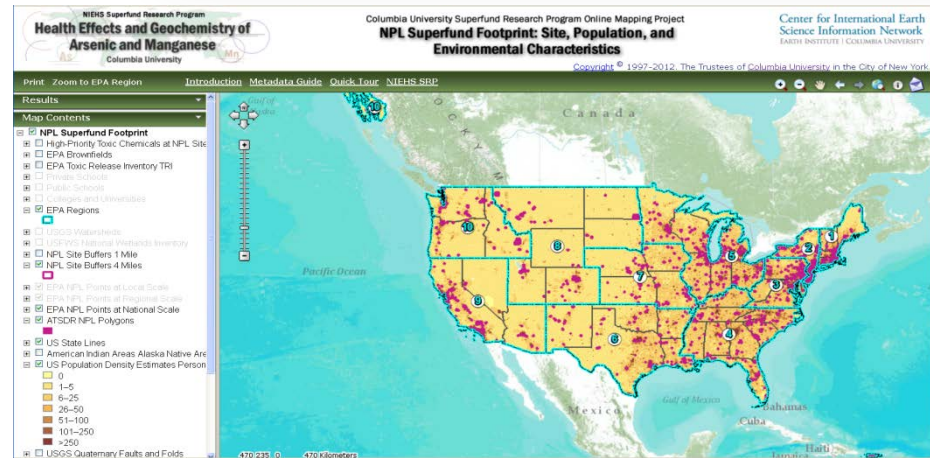 NIEHS Superfund Research Program
Health Effects and Geochemistry of
Arsenic and Manganese
Columbia University
As
Mn
Columbia University Superfund Research Program Online Mapping Project
NPL Superfund Footprint: Site, Population, and
Environmental Characteristics
Center for International Earth
Science Information Network
EARTH INSTITUTE | COLUMBIA UNIVERSITY
Copyright © 1997-2012. The Trustees of Columbia University in the City of New York.
Print Zoom to EPA Region Introduction Metadata Guide Quick Tour NIEHS SRP
Results
Map Contents
NPL Superfund Footprint
High-Priority Toxic Chemicals at NPL Site
EPA Brownfields
EPA Toxic Release Inventory TRI
Private Schools
Public Schools
Colleges and Universities
EPA Regions
USGS Watersheds
USFWS National Wetlands Inventory
NPL Site Buffers 1 Mile
NPL Site Buffers 4 Miles
EPA NPL Points at Local Scale
EPA NPL Points at Regional Scale
EPA NPL Points at National Scale
ATSDR NPL Polygons
US State Lines
American Indian Areas Alaska Native Are
US Population Density Estimates Person
0
1–5
6–25
26–50
51–100
101–250
>250
USGS Quaternary Faults and Folds
Gulf of
10
Canada
10
8
5
2
1
7
3
9
6
4
Pacific Ocean
Mexico
Gulf of Mexico
Bahamas
Cuba
Haiti
Jamaica
470 235 0 470 Kilometers